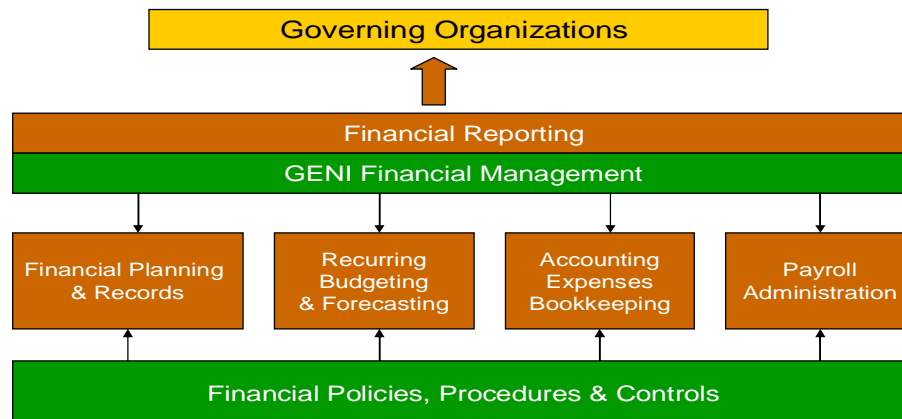 Governing Organizations
Financial Reporting
GENI Financial Management
Financial Planning
& Records
Recurring
Budgeting
& Forecasting
Accounting
Expenses
Bookkeeping
Payroll
Administration
Financial Policies, Procedures & Controls